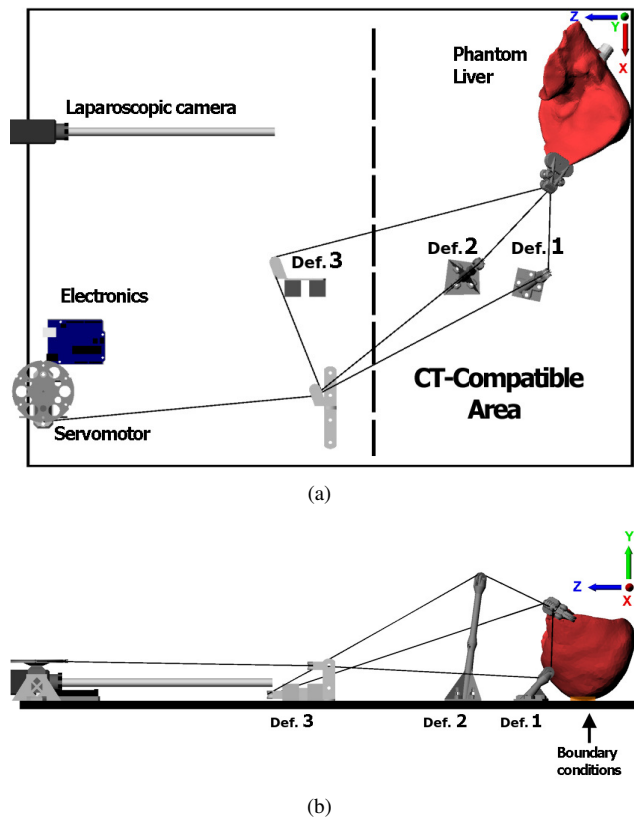 Z
Y
X
Phantom
Liver
Laparoscopic camera
Def. 3
Def. 2
Def. 1
Electronics
CT-Compatible
Area
Servomotor
(a)
Y
Z
X
Def. 3
Def. 2
Def. 1
Boundary
conditions
(b)